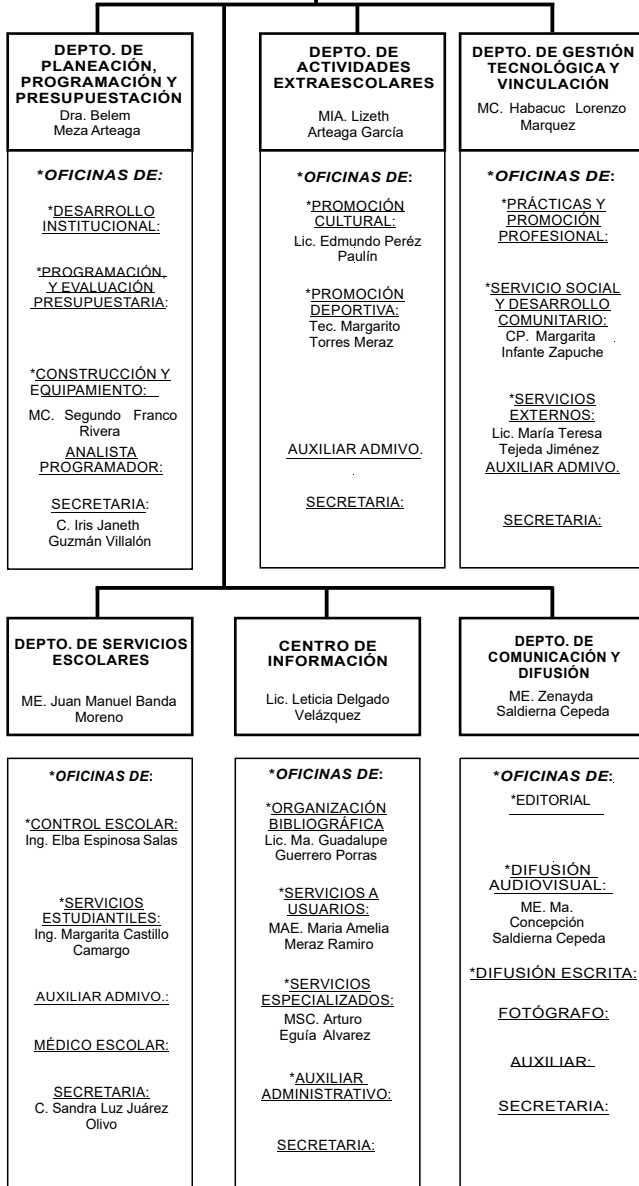 DEPTO. DE
PLANEACIÓN,
PROGRAMACIÓN Y
PRESUPUESTACIÓN
Dra. Belem
Meza Arteaga
*OFICINAS DE:
*DESARROLLO
INSTITUCIONAL:
*PROGRAMACIÓN,
Y EVALUACIÓN
PRESUPUESTARIA:
*CONSTRUCCIÓN Y
EQUIPAMIENTO:
MC. Segundo Franco
Rivera
ANALISTA
PROGRAMADOR:
SECRETARIA:
C. Iris Janeth
Guzmán Villalón
DEPTO. DE
ACTIVIDADES
EXTRAESCOLARES
MIA. Lizeth
Arteaga García
*OFICINAS DE:
*PROMOCIÓN
CULTURAL:
Lic. Edmundo Peréz
Paulín
*PROMOCIÓN
DEPORTIVA:
Tec. Margarito
Torres Meraz
AUXILIAR ADMIVO.
SECRETARIA:
DEPTO. DE GESTIÓN
TECNOLÓGICA Y
VINCULACIÓN
MC. Habacuc Lorenzo
Marquez
*OFICINAS DE:
*PRÁCTICAS Y
PROMOCIÓN
PROFESIONAL:
*SERVICIO SOCIAL
Y DESARROLLO
COMUNITARIO:
CP. Margarita
Infante Zapuche
*SERVICIOS
EXTERNOS:
Lic. María Teresa
Tejeda Jiménez
AUXILIAR ADMIVO.
SECRETARIA:
DEPTO. DE SERVICIOS
ESCOLARES
ME. Juan Manuel Banda
Moreno
*OFICINAS DE:
*CONTROL ESCOLAR:
Ing. Elba Espinosa Salas
*SERVICIOS
ESTUDIANTILES:
Ing. Margarita Castillo
Camargo
AUXILIAR ADMIVO.:
MÉDICO ESCOLAR:
SECRETARIA:
C. Sandra Luz Juárez
Olivo
CENTRO DE
INFORMACIÓN
Lic. Leticia Delgado
Velázquez
*OFICINAS DE:
*ORGANIZACIÓN
BIBLIOGRÁFICA
Lic. Ma. Guadalupe
Guerrero Porras
*SERVICIOS A
USUARIOS:
MAE. Maria Amelia
Meraz Ramiro
*SERVICIOS
ESPECIALIZADOS:
MSC. Arturo
Eguía Alvarez
*AUXILIAR
ADMINISTRATIVO:
SECRETARIA:
DEPTO. DE
COMUNICACIÓN Y
DIFUSIÓN
ME. Zenayda
Saldierna Cepeda
*OFICINAS DE:
*EDITORIAL
*DIFUSIÓN
AUDIOVISUAL:
ME. Ma.
Concepción
Saldierna Cepeda
*DIFUSIÓN ESCRITA:
FOTÓGRAFO:
AUXILIAR:
SECRETARIA: